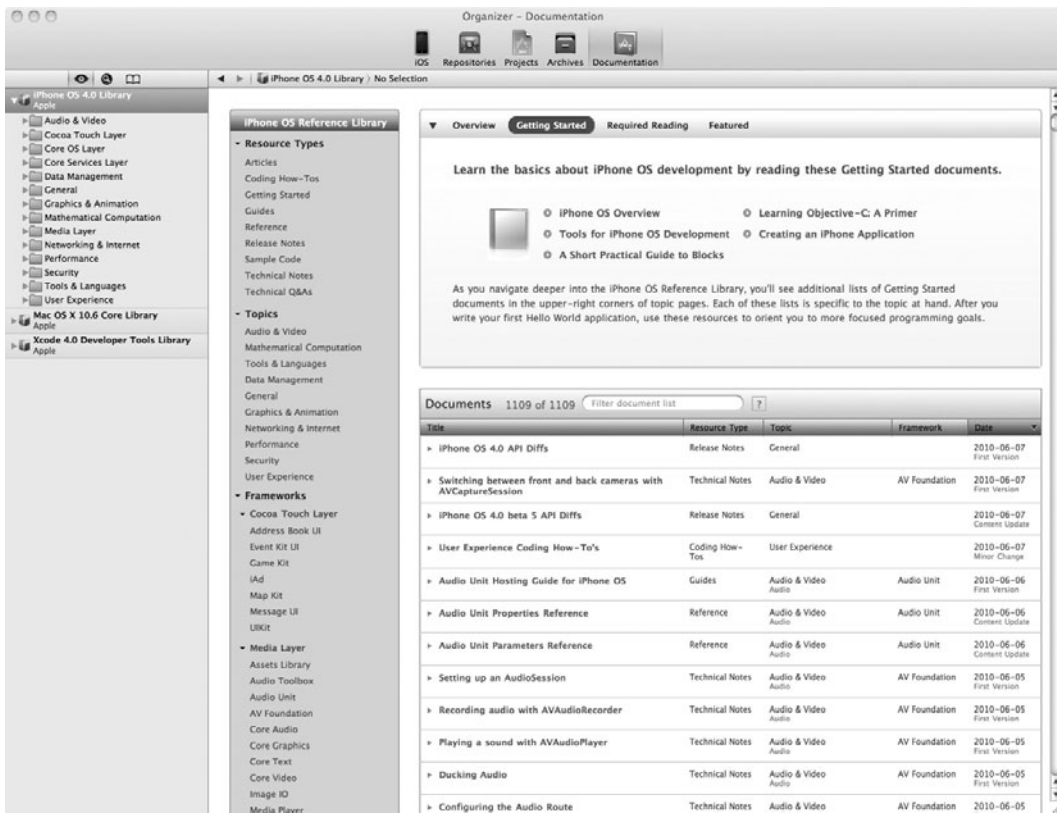 Organizer – Documentation
iOS Repositories Projects Archives Documentation
iPhone OS 4.0 Library No Selection
iPhone OS 4.0 Library
Apple
Audio & Video
Cocoa Touch Layer
Core OS Layer
Core Services Layer
Data Management
General
Graphics & Animation
Mathematical Computation
Media Layer
Networking & Internet
Performance
Security
Tools & Languages
User Experience
Mac OS X 10.6 Core Library
Apple
Xcode 4.0 Developer Tools Library
Apple
iPhone OS Reference Library
Resource Types
Articles
Coding How-Tos
Getting Started
Guides
Reference
Release Notes
Sample Code
Technical Notes
Technical Q&As
Topics
Audio & Video
Mathematical Computation
Tools & Languages
Data Management
General
Graphics & Animation
Networking & Internet
Performance
Security
User Experience
Frameworks
Cocoa Touch Layer
Address Book UI
Event Kit UI
Game Kit
iAd
Map Kit
Message UI
UIKit
Media Layer
Assets Library
Audio Toolbox
Audio Unit
AV Foundation
Core Audio
Core Graphics
Core Text
Core Video
Image IO
Media Player
Overview Getting Started Required Reading Featured
Learn the basics about iPhone OS development by reading these Getting Started documents.
iPhone OS Overview Learning Objective-C: A Primer
Tools for iPhone OS Development Creating an iPhone Application
A Short Practical Guide to Blocks
As you navigate deeper into the iPhone OS Reference Library, you'll see additional lists of Getting Started
documents in the upper-right corners of topic pages. Each of these lists is specific to the topic at hand. After you
write your first Hello World application, use these resources to orient you to more focused programming goals.
Documents 1109 of 1109 Filter document list ?
Title Resource Type Topic Framework Date
iPhone OS 4.0 API Diffs Release Notes General 2010-06-07
First Version
Switching between front and back cameras with Technical Notes Audio & Video AV Foundation 2010-06-07
AVCaptureSession First Version
iPhone OS 4.0 beta 5 API Diffs Release Notes General 2010-06-07
Content Update
User Experience Coding How-To's Coding How- User Experience 2010-06-07
Tos Minor Change
Audio Unit Hosting Guide for iPhone OS Guides Audio & Video Audio Unit 2010-06-06
Audio First Version
Audio Unit Properties Reference Reference Audio & Video Audio Unit 2010-06-06
Audio Content Update
Audio Unit Parameters Reference Reference Audio & Video Audio Unit 2010-06-06
Audio Content Update
Setting up an AudioSession Technical Notes Audio & Video AV Foundation 2010-06-05
Audio First Version
Recording audio with AVAudioRecorder Technical Notes Audio & Video AV Foundation 2010-06-05
Audio First Version
Playing a sound with AVAudioPlayer Technical Notes Audio & Video AV Foundation 2010-06-05
Audio First Version
Ducking Audio Technical Notes Audio & Video AV Foundation 2010-06-05
Audio First Version
Configuring the Audio Route Technical Notes Audio & Video AV Foundation 2010-06-05